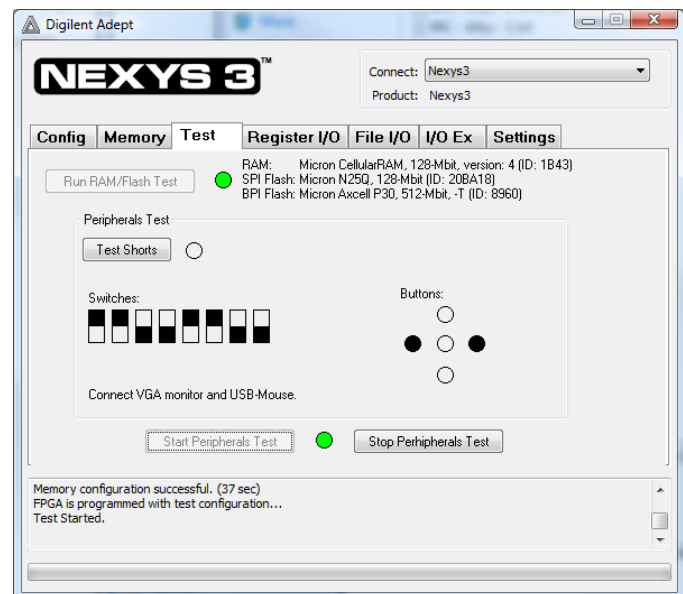 Digilent Adept
NEXYS 3™
Connect: Nexys3
Product: Nexys3
Config Memory Test Register I/O File I/O I/O Ex Settings
Run RAM/Flash Test
RAM: Micron CellularRAM, 128-Mbit, version: 4 (ID: 1B43)
SPI Flash: Micron N25Q, 128-Mbit (ID: 20BA18)
BPI Flash: Micron Axcell P30, 512-Mbit, -T (ID: 8960)
Peripherals Test
Test Shorts
Switches:
Buttons:
Connect VGA monitor and USB-Mouse.
Start Peripherals Test
Stop Perhipherals Test
Memory configuration successful. (37 sec)
FPGA is programmed with test configuration...
Test Started.